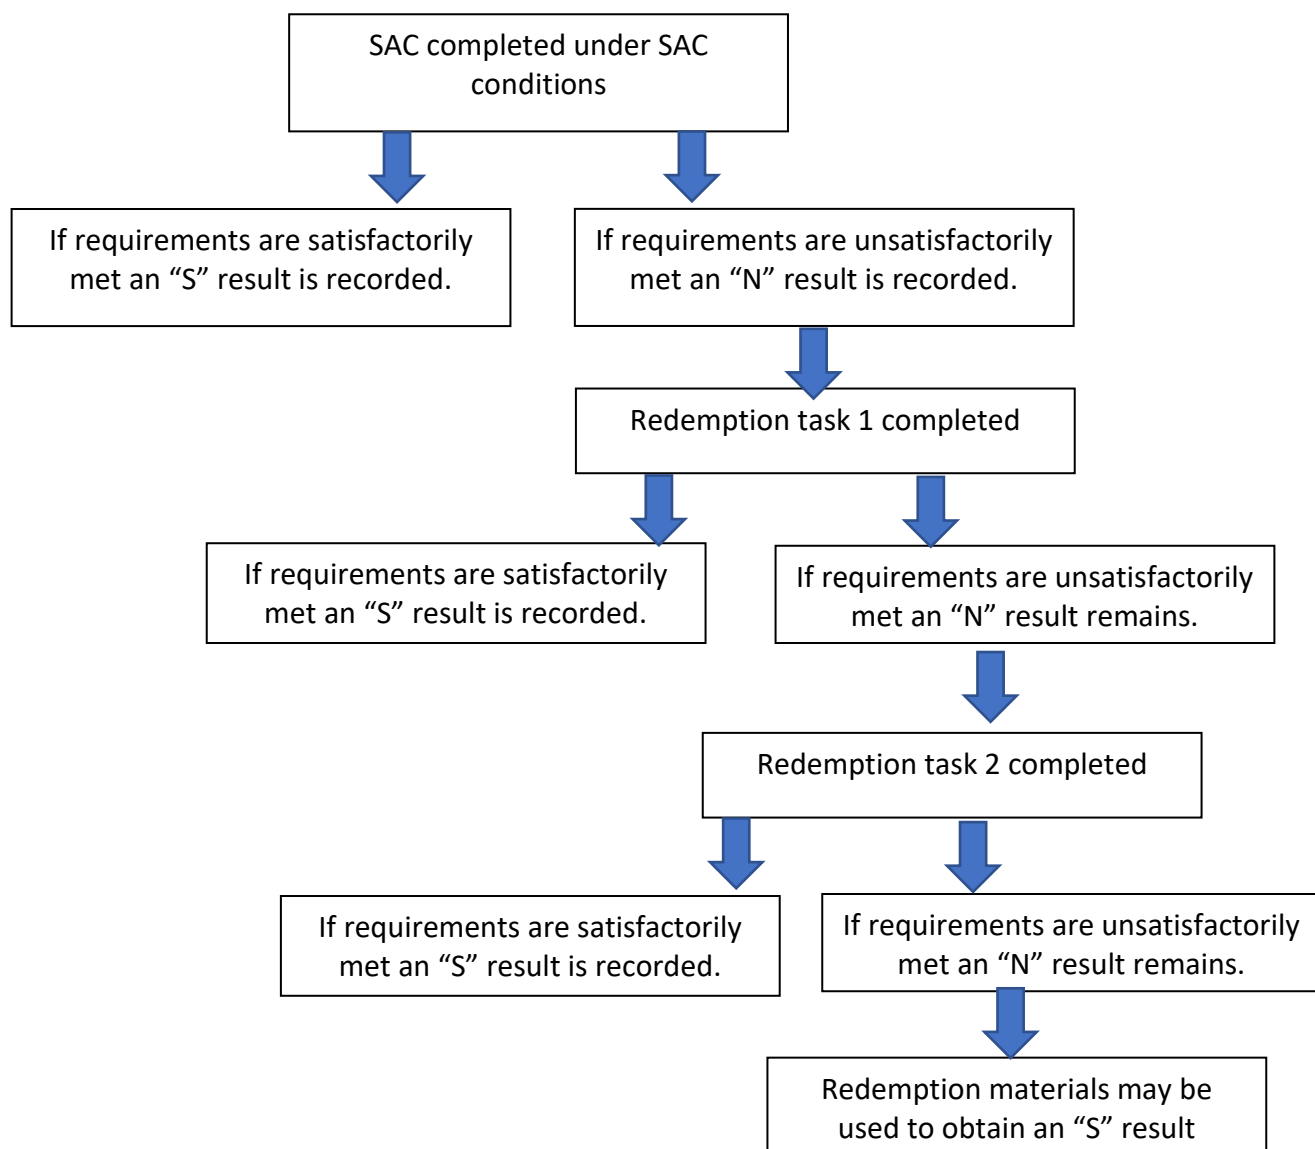 SAC completed under SAC
conditions
If requirements are satisfactorily
met an “S” result is recorded.
If requirements are unsatisfactorily
met an “N” result is recorded.
Redemption task 1 completed
If requirements are satisfactorily
met an “S” result is recorded.
If requirements are unsatisfactorily
met an “N” result remains.
Redemption task 2 completed
If requirements are satisfactorily
met an “S” result is recorded.
If requirements are unsatisfactorily
met an “N” result remains.
Redemption materials may be
used to obtain an “S” result